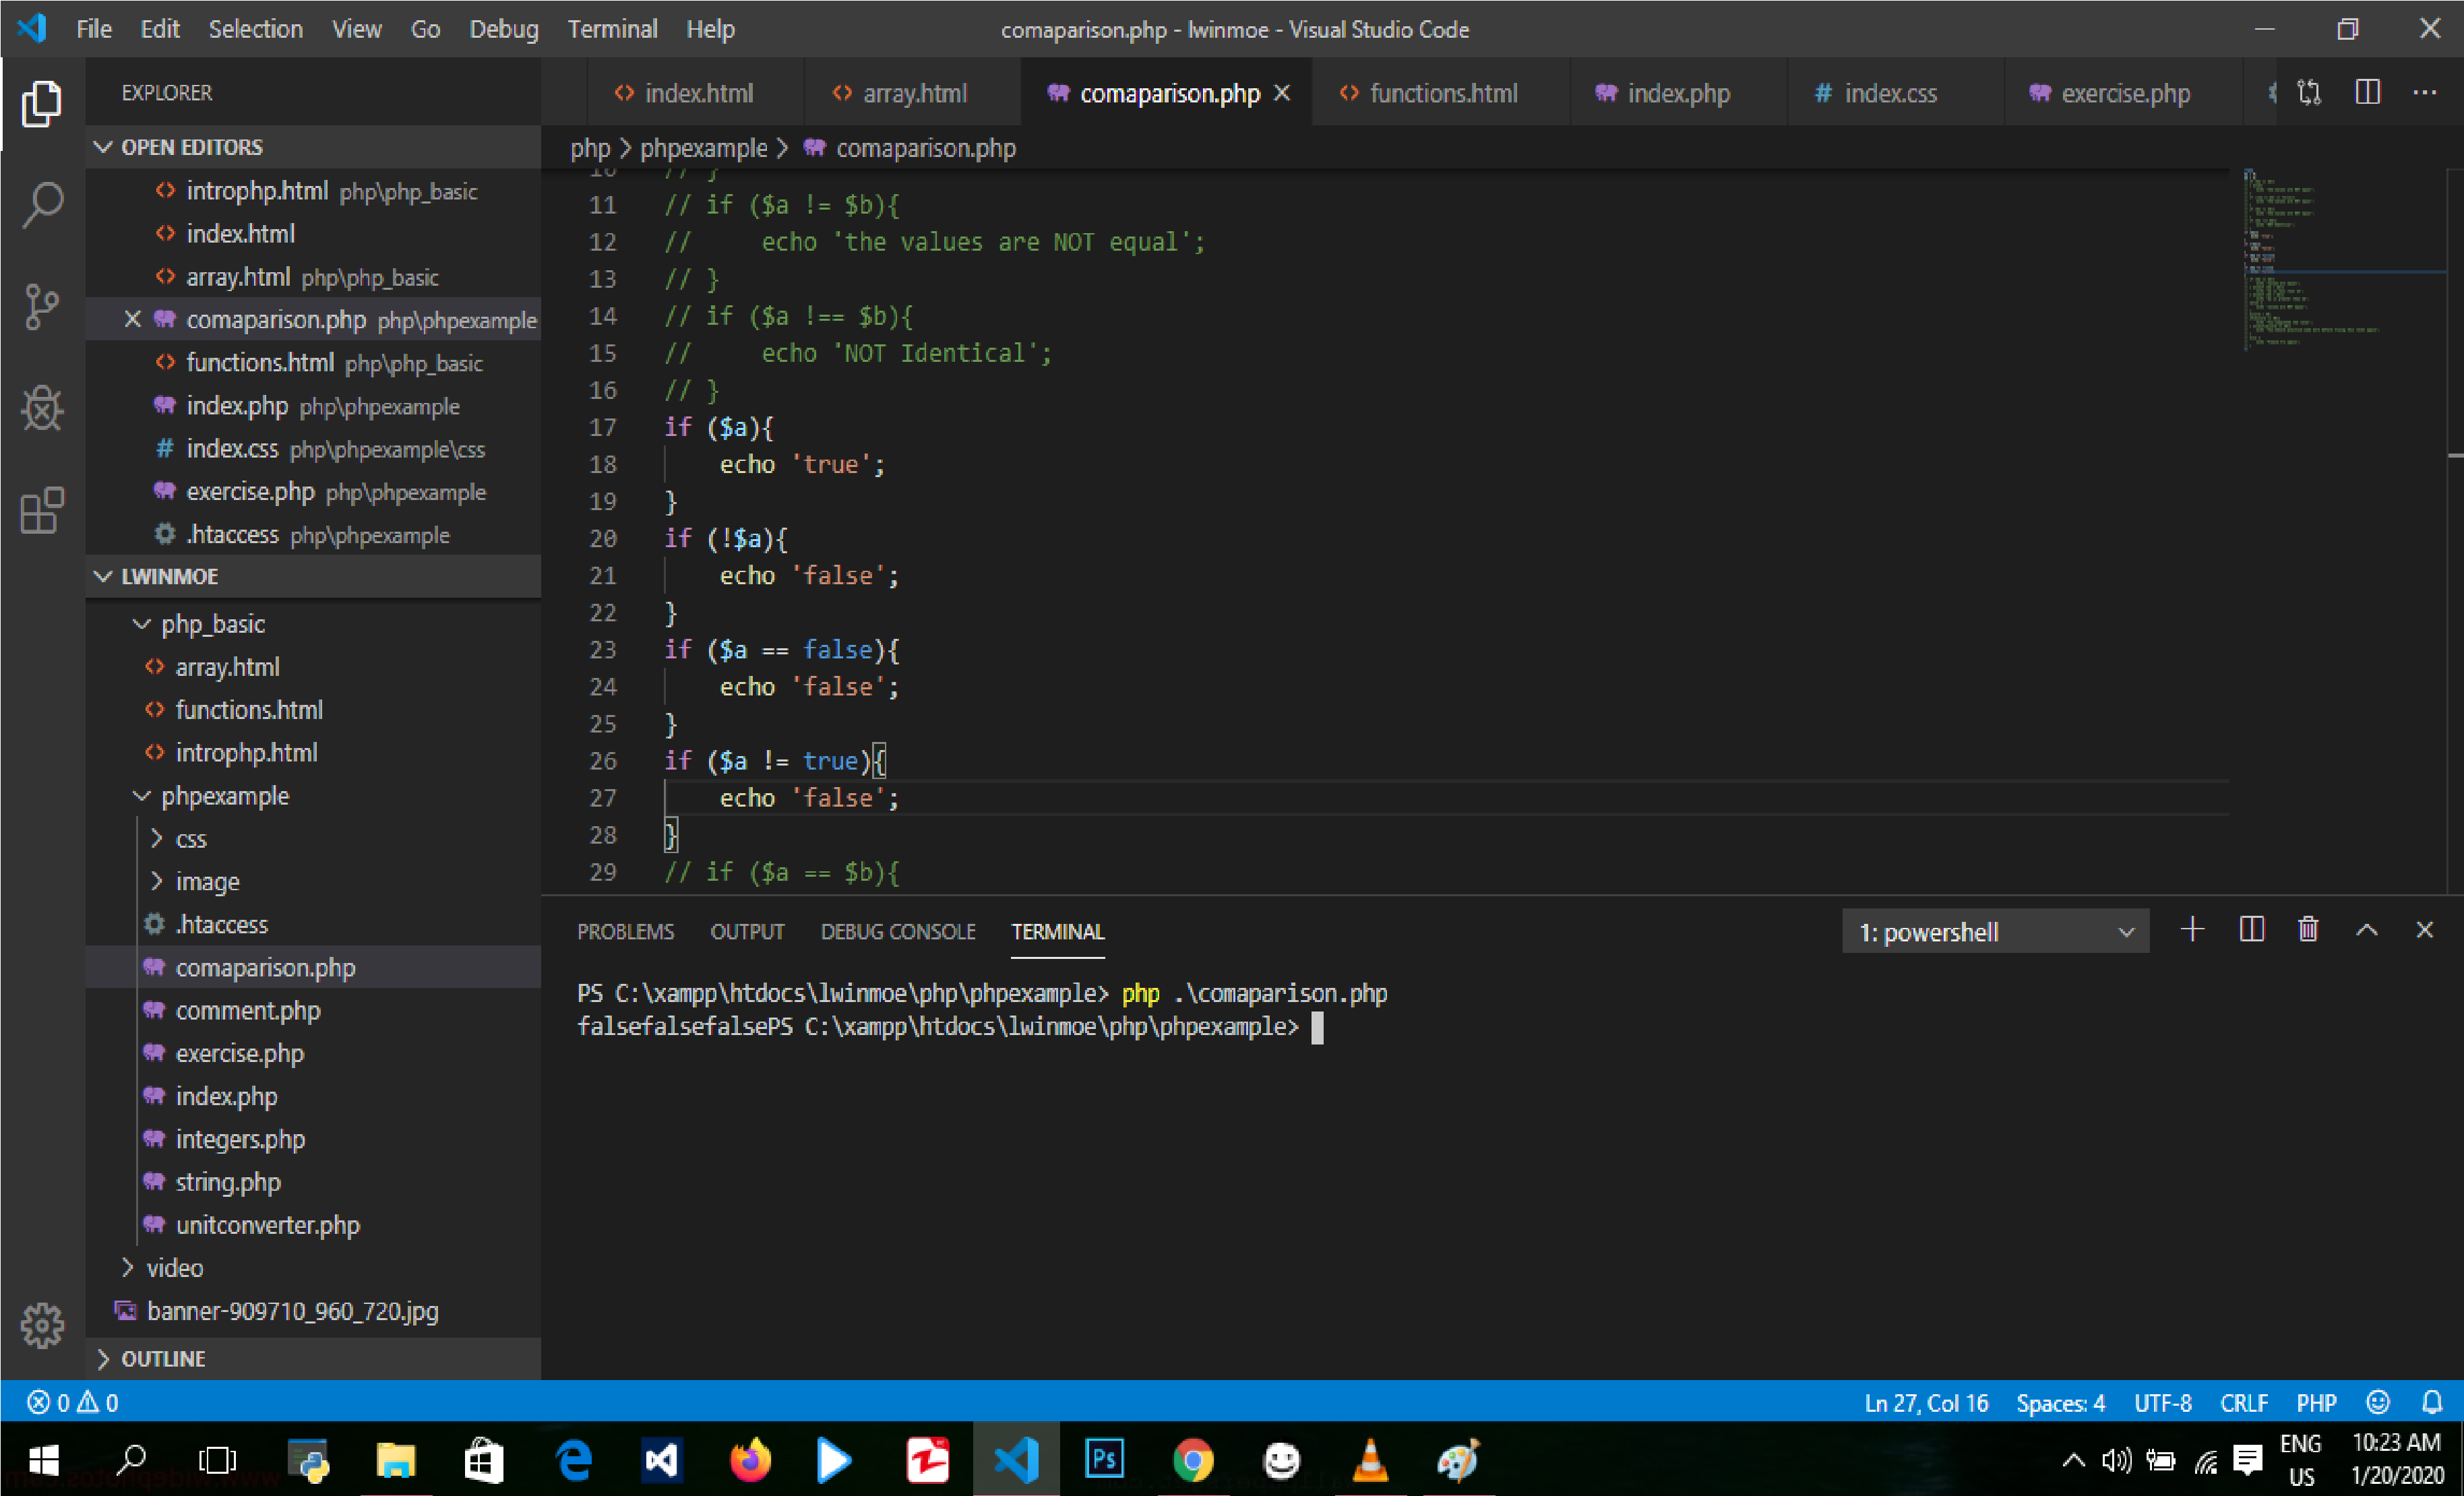 File Edit Selection View Go Debug Terminal Help
comaparison.php - lwinmoe - Visual Studio Code
EXPLORER
index.html array.html comaparison.php functions.html index.php index.css exercise.php
OPEN EDITORS
introphp.html php\php_basic
index.html
array.html php\php_basic
comaparison.php php\phpexample
functions.html php\php_basic
index.php php\phpexample
index.css php\phpexample\css
exercise.php php\phpexample
.htaccess php\phpexample
LWINMOE
php_basic
array.html
functions.html
introphp.html
phpexample
css
image
.htaccess
comaparison.php
comment.php
exercise.php
index.php
integers.php
string.php
unitconverter.php
video
banner-909710_960_720.jpg
OUTLINE
php > phpexample > comaparison.php
10 // }
11 // if ($a != $b){
12 //     echo 'the values are NOT equal';
13 // }
14 // if ($a !== $b){
15 //     echo 'NOT Identical';
16 // }
17 if ($a){
18     echo 'true';
19 }
20 if (!$a){
21     echo 'false';
22 }
23 if ($a == false){
24     echo 'false';
25 }
26 if ($a != true){
27     echo 'false';
28 }
29 // if ($a == $b){
PROBLEMS OUTPUT DEBUG CONSOLE TERMINAL
1: powershell
PS C:\xampp\htdocs\lwinmoe\php\phpexample> php .\comaparison.php
falsefalsefalsePS C:\xampp\htdocs\lwinmoe\php\phpexample>
0 0
Ln 27, Col 16 Spaces: 4 UTF-8 CRLF PHP
Ps
ENG
US
10:23 AM
1/20/2020